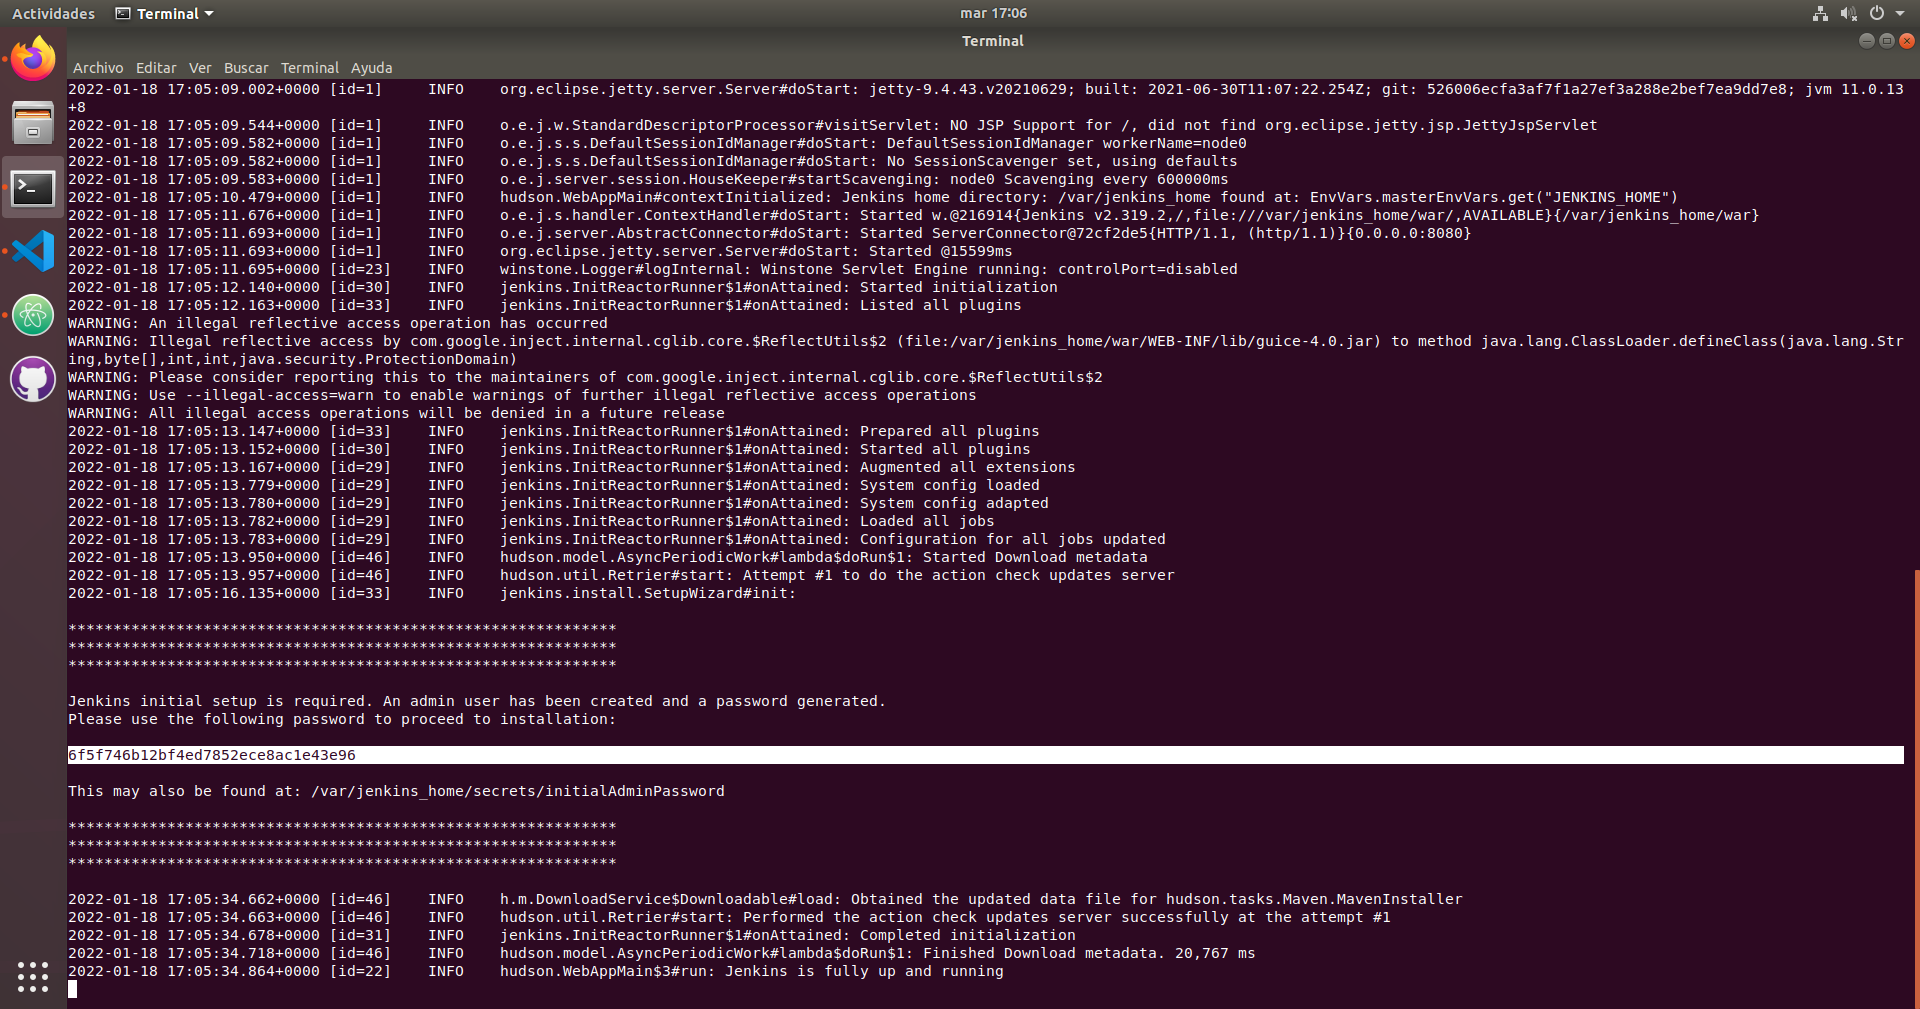 Actividades Terminal mar 17:06
Terminal
Archivo Editar Ver Buscar Terminal Ayuda
2022-01-18 17:05:09.002+0000 [id=1] INFO org.eclipse.jetty.server.Server#doStart: jetty-9.4.43.v20210629; built: 2021-06-30T11:07:22.254Z; git: 526006ecfa3af7f1a27ef3a288e2bef7ea9dd7e8; jvm 11.0.13
+8
2022-01-18 17:05:09.544+0000 [id=1] INFO o.e.j.w.StandardDescriptorProcessor#visitServlet: NO JSP Support for /, did not find org.eclipse.jetty.jsp.JettyJspServlet
2022-01-18 17:05:09.582+0000 [id=1] INFO o.e.j.s.s.DefaultSessionIdManager#doStart: DefaultSessionIdManager workerName=node0
2022-01-18 17:05:09.582+0000 [id=1] INFO o.e.j.s.s.DefaultSessionIdManager#doStart: No SessionScavenger set, using defaults
2022-01-18 17:05:09.583+0000 [id=1] INFO o.e.j.server.session.HouseKeeper#startScavenging: node0 Scavenging every 600000ms
2022-01-18 17:05:10.479+0000 [id=1] INFO hudson.WebAppMain#contextInitialized: Jenkins home directory: /var/jenkins_home found at: EnvVars.masterEnvVars.get("JENKINS_HOME")
2022-01-18 17:05:11.676+0000 [id=1] INFO o.e.j.s.handler.ContextHandler#doStart: Started w.@216914{Jenkins v2.319.2,/,file:///var/jenkins_home/war/,AVAILABLE}{/var/jenkins_home/war}
2022-01-18 17:05:11.693+0000 [id=1] INFO o.e.j.server.AbstractConnector#doStart: Started ServerConnector@72cf2de5{HTTP/1.1, (http/1.1)}{0.0.0.0:8080}
2022-01-18 17:05:11.693+0000 [id=1] INFO org.eclipse.jetty.server.Server#doStart: Started @15599ms
2022-01-18 17:05:11.695+0000 [id=23] INFO winstone.Logger#logInternal: Winstone Servlet Engine running: controlPort=disabled
2022-01-18 17:05:12.140+0000 [id=30] INFO jenkins.InitReactorRunner$1#onAttained: Started initialization
2022-01-18 17:05:12.163+0000 [id=33] INFO jenkins.InitReactorRunner$1#onAttained: Listed all plugins
WARNING: An illegal reflective access operation has occurred
WARNING: Illegal reflective access by com.google.inject.internal.cglib.core.$ReflectUtils$2 (file:/var/jenkins_home/war/WEB-INF/lib/guice-4.0.jar) to method java.lang.ClassLoader.defineClass(java.lang.Str
ing,byte[],int,int,java.security.ProtectionDomain)
WARNING: Please consider reporting this to the maintainers of com.google.inject.internal.cglib.core.$ReflectUtils$2
WARNING: Use --illegal-access=warn to enable warnings of further illegal reflective access operations
WARNING: All illegal access operations will be denied in a future release
2022-01-18 17:05:13.147+0000 [id=33] INFO jenkins.InitReactorRunner$1#onAttained: Prepared all plugins
2022-01-18 17:05:13.152+0000 [id=30] INFO jenkins.InitReactorRunner$1#onAttained: Started all plugins
2022-01-18 17:05:13.167+0000 [id=29] INFO jenkins.InitReactorRunner$1#onAttained: Augmented all extensions
2022-01-18 17:05:13.779+0000 [id=29] INFO jenkins.InitReactorRunner$1#onAttained: System config loaded
2022-01-18 17:05:13.780+0000 [id=29] INFO jenkins.InitReactorRunner$1#onAttained: System config adapted
2022-01-18 17:05:13.782+0000 [id=29] INFO jenkins.InitReactorRunner$1#onAttained: Loaded all jobs
2022-01-18 17:05:13.783+0000 [id=29] INFO jenkins.InitReactorRunner$1#onAttained: Configuration for all jobs updated
2022-01-18 17:05:13.950+0000 [id=46] INFO hudson.model.AsyncPeriodicWork#lambda$doRun$1: Started Download metadata
2022-01-18 17:05:13.957+0000 [id=46] INFO hudson.util.Retrier#start: Attempt #1 to do the action check updates server
2022-01-18 17:05:16.135+0000 [id=33] INFO jenkins.install.SetupWizard#init:
*************************************************************
*************************************************************
*************************************************************
Jenkins initial setup is required. An admin user has been created and a password generated.
Please use the following password to proceed to installation:
6f5f746b12bf4ed7852ece8ac1e43e96
This may also be found at: /var/jenkins_home/secrets/initialAdminPassword
*************************************************************
*************************************************************
*************************************************************
2022-01-18 17:05:34.662+0000 [id=46] INFO h.m.DownloadService$Downloadable#load: Obtained the updated data file for hudson.tasks.Maven.MavenInstaller
2022-01-18 17:05:34.663+0000 [id=46] INFO hudson.util.Retrier#start: Performed the action check updates server successfully at the attempt #1
2022-01-18 17:05:34.678+0000 [id=31] INFO jenkins.InitReactorRunner$1#onAttained: Completed initialization
2022-01-18 17:05:34.718+0000 [id=46] INFO hudson.model.AsyncPeriodicWork#lambda$doRun$1: Finished Download metadata. 20,767 ms
2022-01-18 17:05:34.864+0000 [id=22] INFO hudson.WebAppMain$3#run: Jenkins is fully up and running